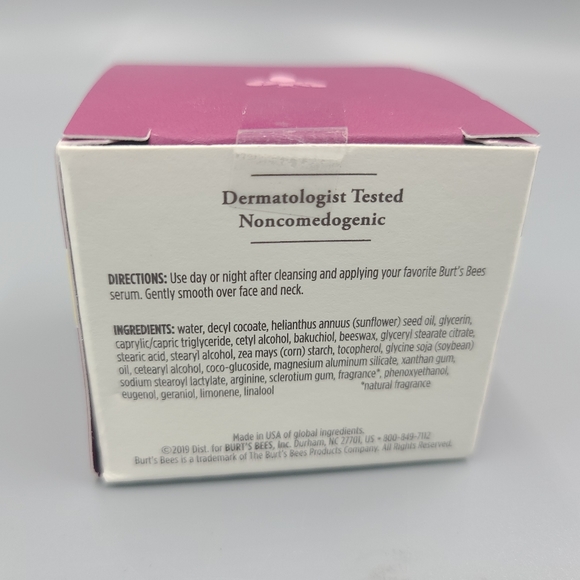 Dermatologist Tested
Noncomedogenic
DIRECTIONS: Use day or night after cleansing and applying your favorite Burt's Bees
serum. Gently smooth over face and neck.
INGREDIENTS: water, decyl cocoate, helianthus annuus (sunflower) seed oil, glycerin,
caprylic/capric triglyceride, cetyl alcohol, bakuchiol, beeswax, glyceryl stearate citrate,
stearic acid, stearyl alcohol, zea mays (corn) starch, tocopherol, glycine soja (soybean)
oil, cetearyl alcohol, coco-glucoside, magnesium aluminum silicate, xanthan gum,
sodium stearoyl lactylate, arginine, sclerotium gum, fragrance*, phenoxyethanol,
eugenol, geraniol, limonene, linalool *natural fragrance
Made in USA of global ingredients.
©2019 Dist. for BURT'S BEES, Inc. Durham, NC 27701, US • 800-849-7112
Burt's Bees is a trademark of The Burt's Bees Products Company. All Rights Reserved.